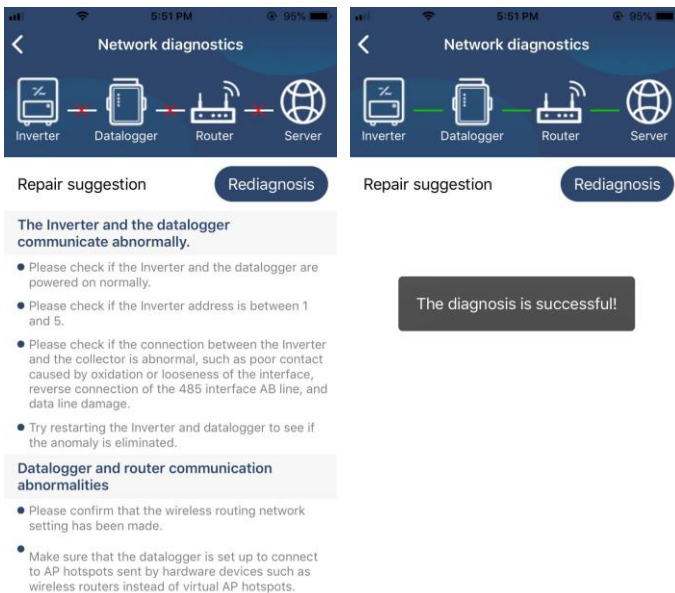 5:51 PM
95%
Network diagnostics
Inverter
Datalogger
Router
Server
Repair suggestion
Rediagnosis
The Inverter and the datalogger
communicate abnormally.
Please check if the Inverter and the datalogger are
powered on normally.
Please check if the Inverter address is between 1
and 5.
Please check if the connection between the Inverter
and the collector is abnormal, such as poor contact
caused by oxidation or looseness of the interface,
reverse connection of the 485 interface AB line, and
data line damage.
Try restarting the Inverter and datalogger to see if
the anomaly is eliminated.
Datalogger and router communication
abnormalities
Please confirm that the wireless routing network
setting has been made.
Make sure that the datalogger is set up to connect
to AP hotspots sent by hardware devices such as
wireless routers instead of virtual AP hotspots.
5:51 PM
95%
Network diagnostics
Inverter
Datalogger
Router
Server
Repair suggestion
Rediagnosis
The diagnosis is successful!